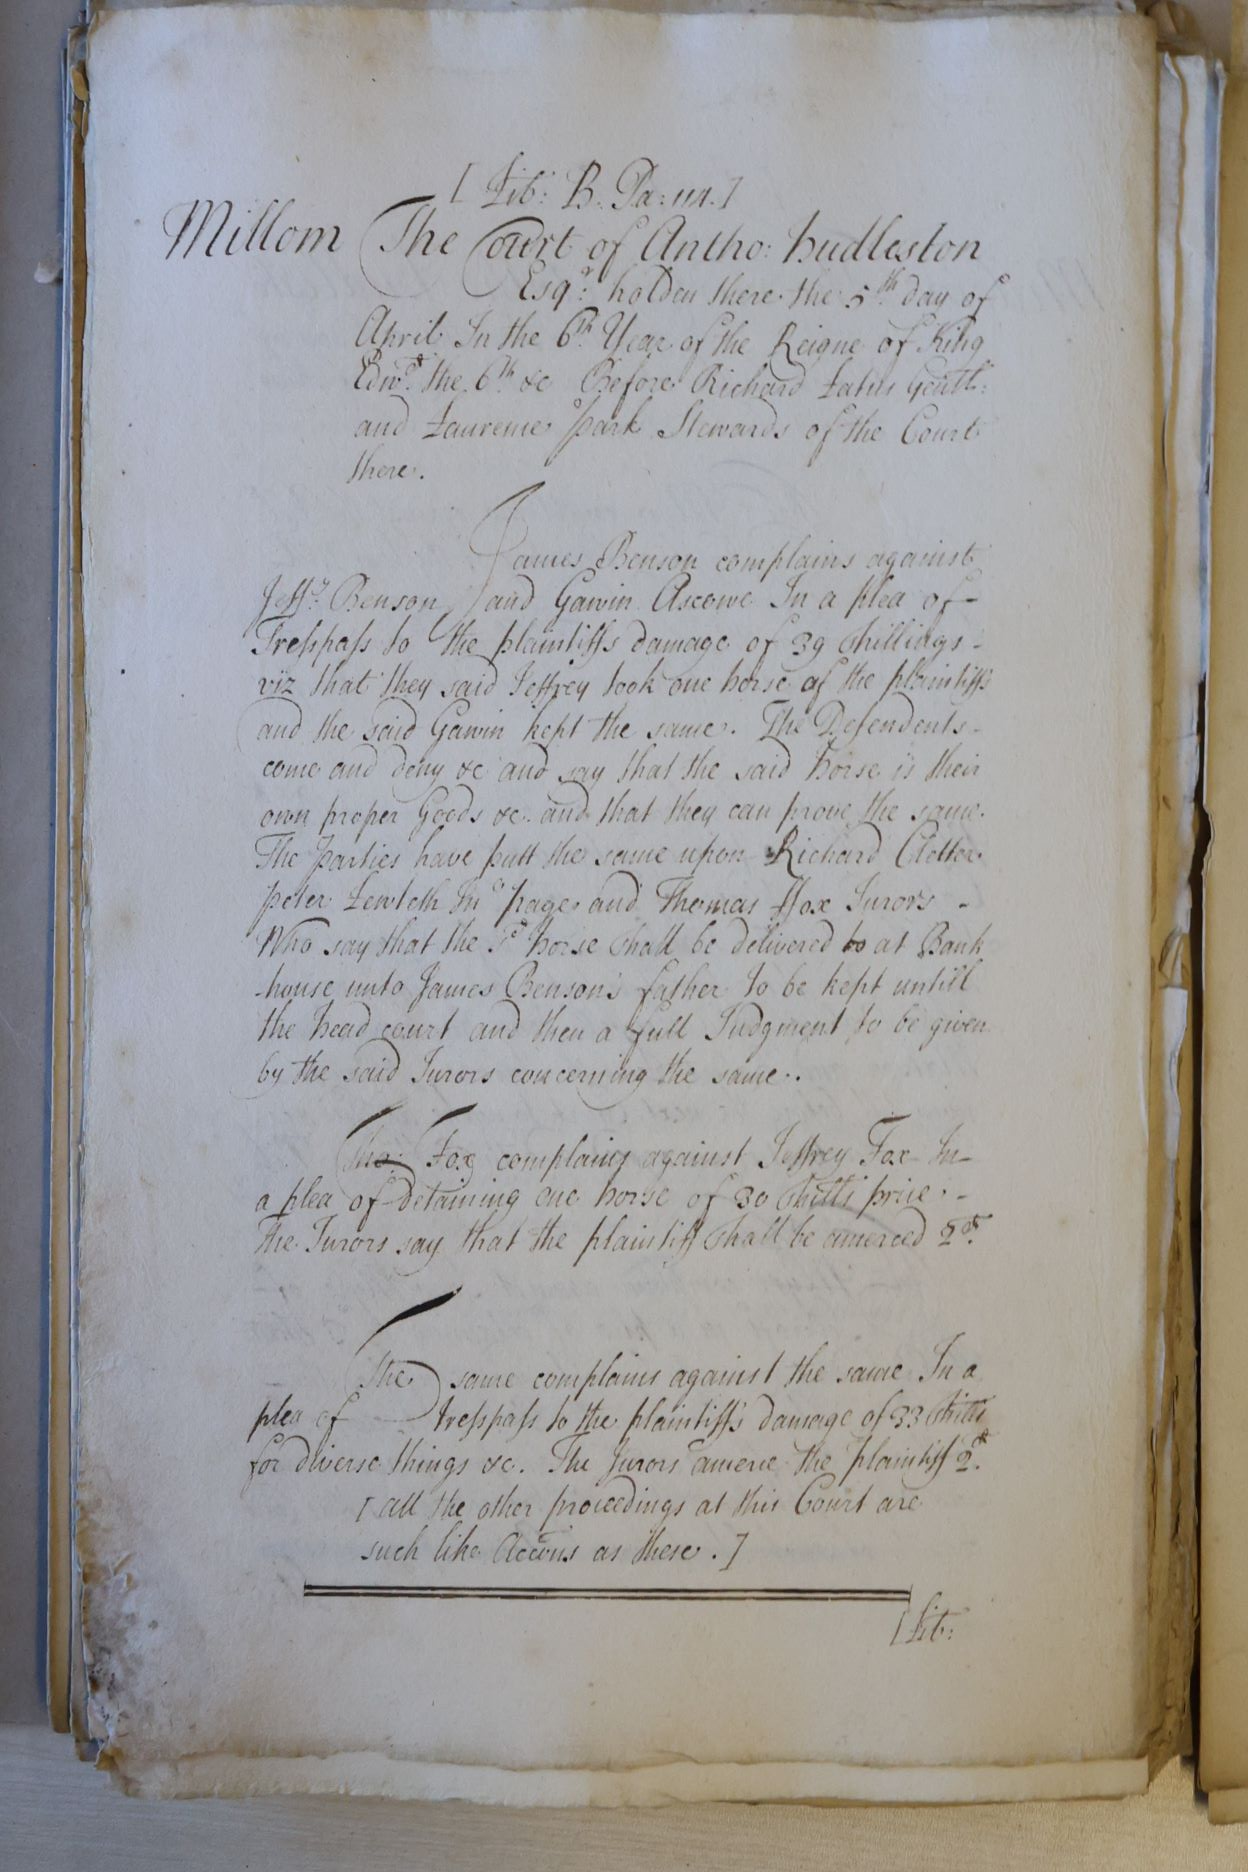 [ Lib: B. Pa: 111.]
Millom The Court of Antho: hudleston
Esqr: holden there the 5th day of
April In the 6th Year of the Reigne of King
Edwd: the 6th &c Before Richard Latus Gentl:
and Laurence Park Stewards of the Court
there.
James Benson complains against
Jeffry: Benson and Gawin Ascowe In a plea of -
Tresspass to the plaintiffs damage of 39 shillings -
viz that they said Jeffrey took one horse of the plaintiffs
and the said Gawin kept the same. The Defendents -
come and deny &c and say that the said horse is their
own proper Goods &c. and that they can prove the same.
The Parties have putt the same upon Richard Cletter
peter Lewteth Jno page and Thomas ffox Jurors -
Who say that the sd horse shall be delivered to at Bank
house unto James Benson's father to be kept untill
the head court and then a full Judgment to be given
by the said Jurors concerning the same..
Tho: Fox complains against Jeffrey Fox In -
a plea of detaining one horse of 30 shills price. -
The Jurors say that the plaintiff shall be amerced 2d.
The same complains against the same In a
plea of tresspass to the plaintiffs damage of 33 shills
for diverse things &c. The Jurors amerce the plaintiff 2d.
[ all the other proceedings at this Court are
such like Accons as these. ]
[ Lib: